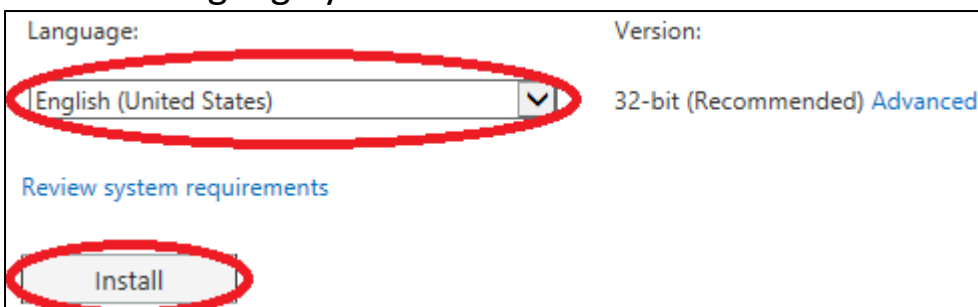 Language:
Version:
English (United States)
32-bit (Recommended) Advanced
Review system requirements
Install